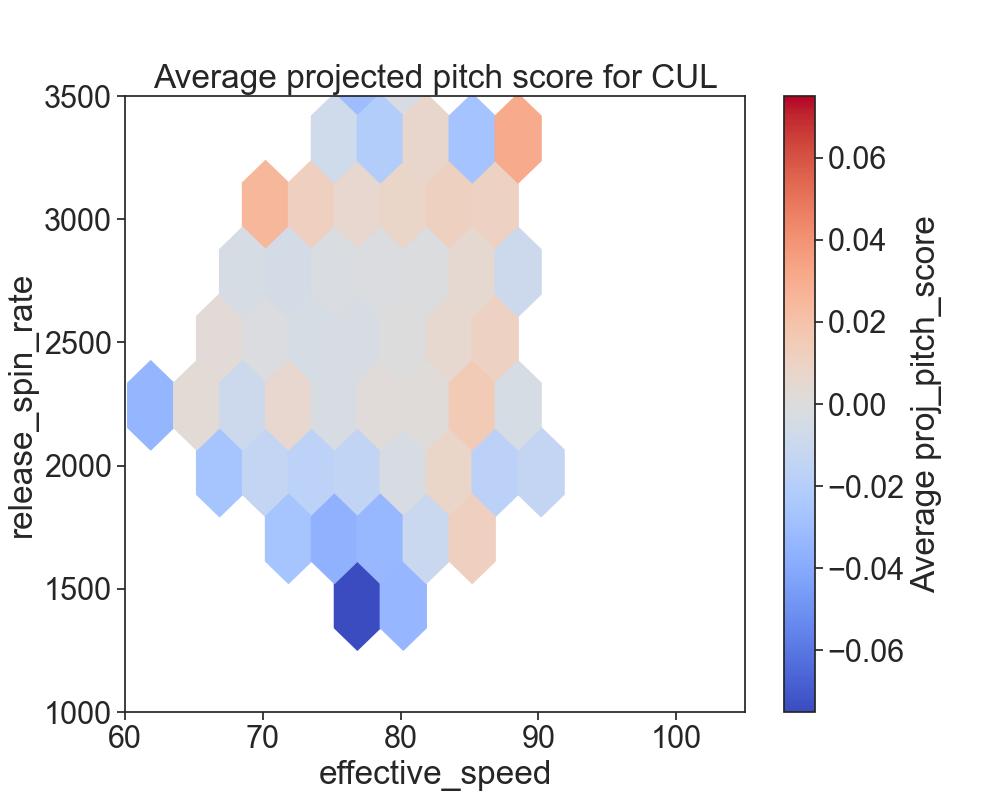 Average projected pitch score for CUL
3500
3000
2500
2000
1500
1000
release_spin_rate
60 70 80 90 100
effective_speed
0.06
0.04
0.02
0.00
−0.02
−0.04
−0.06
Average proj_pitch_score